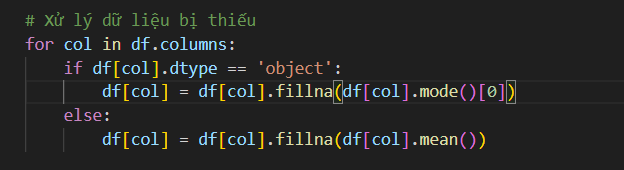 # Xử lý dữ liệu bị thiếu
for col in df.columns:
    if df[col].dtype == 'object':
        df[col] = df[col].fillna(df[col].mode()[0])
    else:
        df[col] = df[col].fillna(df[col].mean())